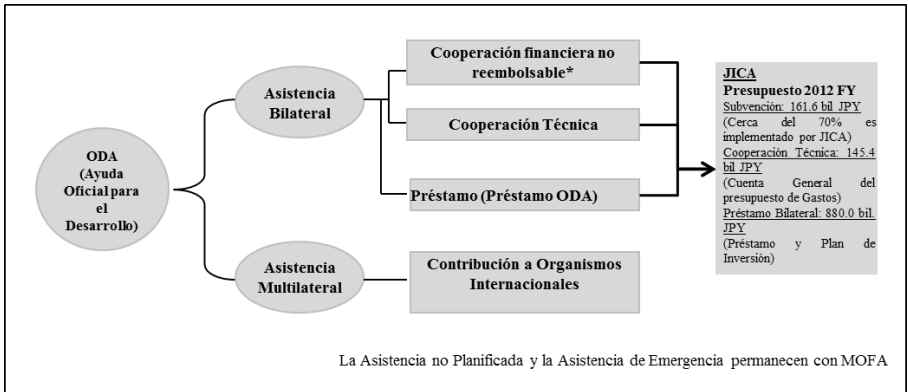 ODA
(Ayuda
Oficial para
el
Desarrollo)
Asistencia
Bilateral
Asistencia
Multilateral
Cooperación financiera no
reembolsable*
Cooperación Técnica
Préstamo (Préstamo ODA)
Contribución a Organismos
Internacionales
JICA
Presupuesto 2012 FY
Subvención: 161.6 bil JPY
(Cerca del 70% es
implementado por JICA)
Cooperación Técnica: 145.4
bil JPY
(Cuenta General del
presupuesto de Gastos)
Préstamo Bilateral: 880.0 bil.
JPY
(Préstamo y Plan de
Inversión)
La Asistencia no Planificada y la Asistencia de Emergencia permanecen con MOFA